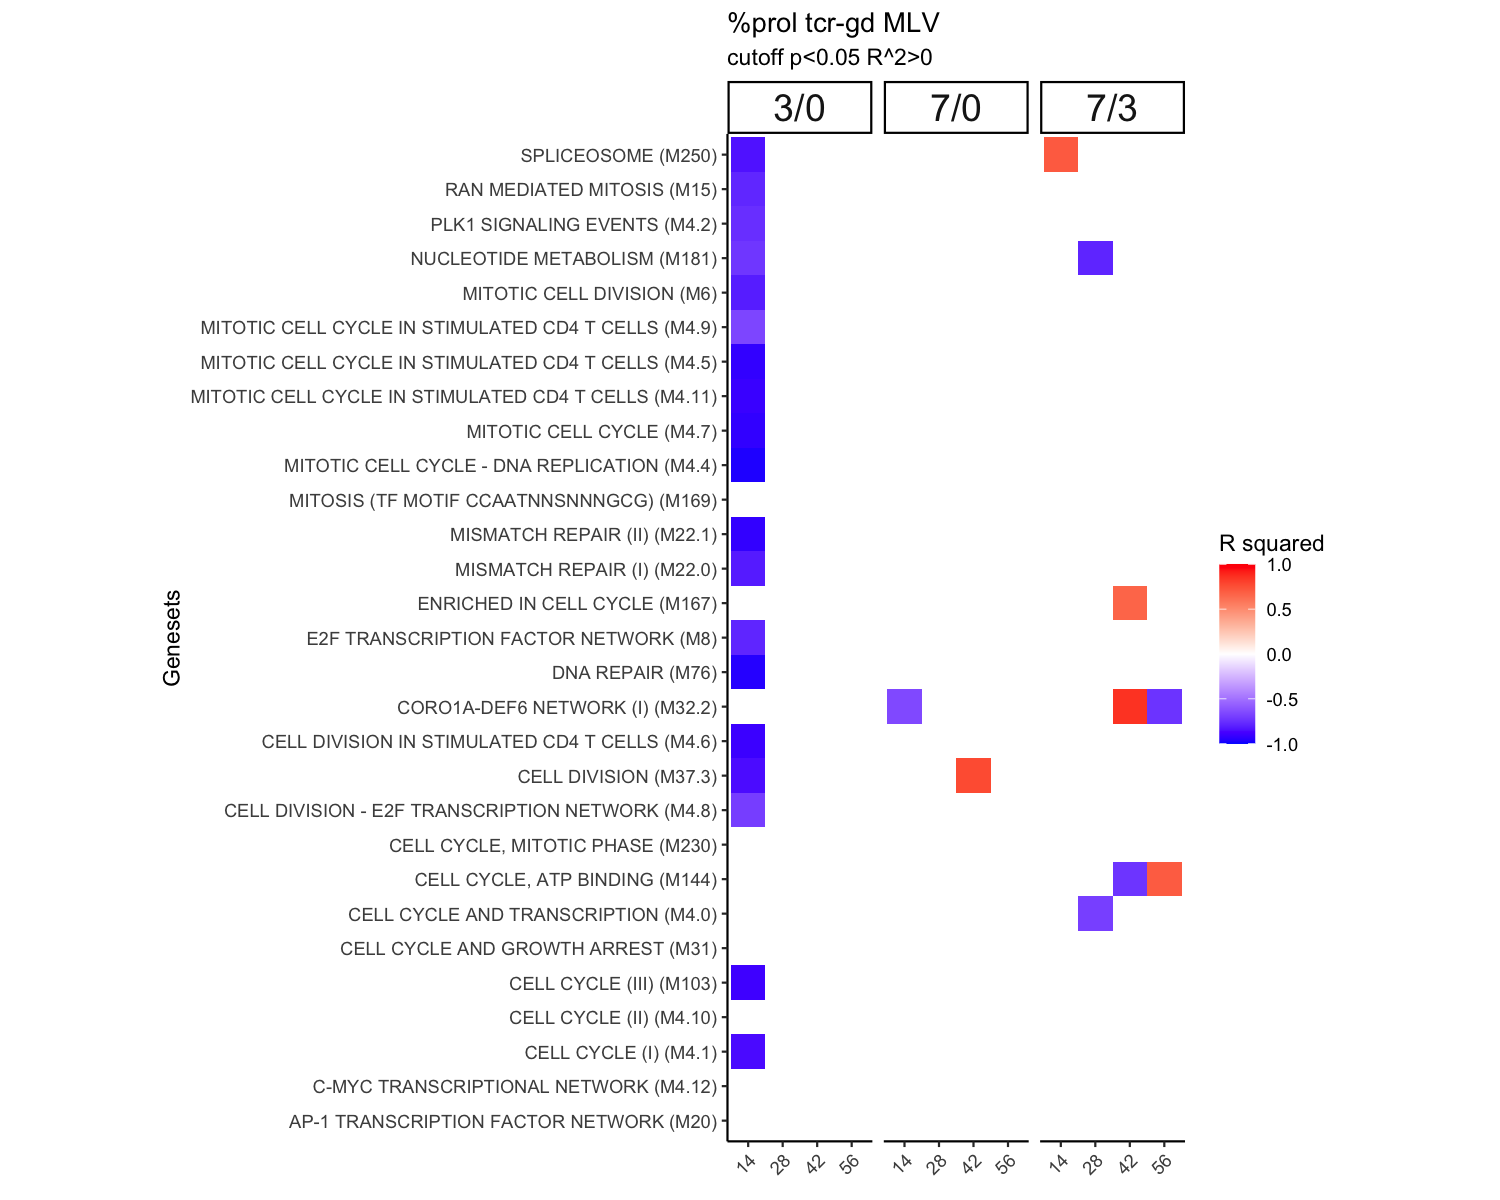 %prol tcr-gd MLV
cutoff p<0.05 R^2>0
3/0 7/0 7/3
SPLICEOSOME (M250)
RAN MEDIATED MITOSIS (M15)
PLK1 SIGNALING EVENTS (M4.2)
NUCLEOTIDE METABOLISM (M181)
MITOTIC CELL DIVISION (M6)
MITOTIC CELL CYCLE IN STIMULATED CD4 T CELLS (M4.9)
MITOTIC CELL CYCLE IN STIMULATED CD4 T CELLS (M4.5)
MITOTIC CELL CYCLE IN STIMULATED CD4 T CELLS (M4.11)
MITOTIC CELL CYCLE (M4.7)
MITOTIC CELL CYCLE - DNA REPLICATION (M4.4)
MITOSIS (TF MOTIF CCAATNNSNNNGCG) (M169)
MISMATCH REPAIR (II) (M22.1)
MISMATCH REPAIR (I) (M22.0)
ENRICHED IN CELL CYCLE (M167)
E2F TRANSCRIPTION FACTOR NETWORK (M8)
DNA REPAIR (M76)
CORO1A-DEF6 NETWORK (I) (M32.2)
CELL DIVISION IN STIMULATED CD4 T CELLS (M4.6)
CELL DIVISION (M37.3)
CELL DIVISION - E2F TRANSCRIPTION NETWORK (M4.8)
CELL CYCLE, MITOTIC PHASE (M230)
CELL CYCLE, ATP BINDING (M144)
CELL CYCLE AND TRANSCRIPTION (M4.0)
CELL CYCLE AND GROWTH ARREST (M31)
CELL CYCLE (III) (M103)
CELL CYCLE (II) (M4.10)
CELL CYCLE (I) (M4.1)
C-MYC TRANSCRIPTIONAL NETWORK (M4.12)
AP-1 TRANSCRIPTION FACTOR NETWORK (M20)
Genesets
14 28 42 56 14 28 42 56 14 28 42 56
R squared
1.0
0.5
0.0
-0.5
-1.0